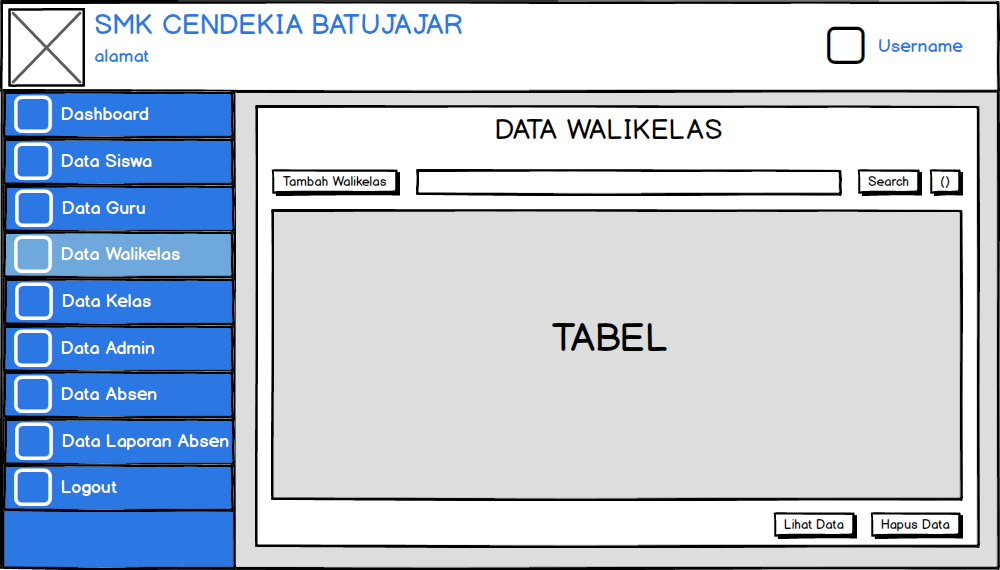 SMK CENDEKIA BATUJAJAR
alamat
Username
Dashboard
Data Siswa
Data Guru
Data Walikelas
Data Kelas
Data Admin
Data Absen
Data Laporan Absen
Logout
DATA WALIKELAS
Tambah Walikelas
Search
()
TABEL
Lihat Data
Hapus Data